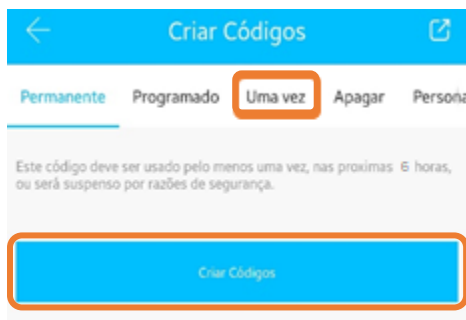 Criar Códigos
Permanente Programado Uma vez Apagar Persona
Este código deve ser usado pelo menos uma vez, nas proximas 6 horas,
ou será suspenso por razões de segurança.
Criar Códigos